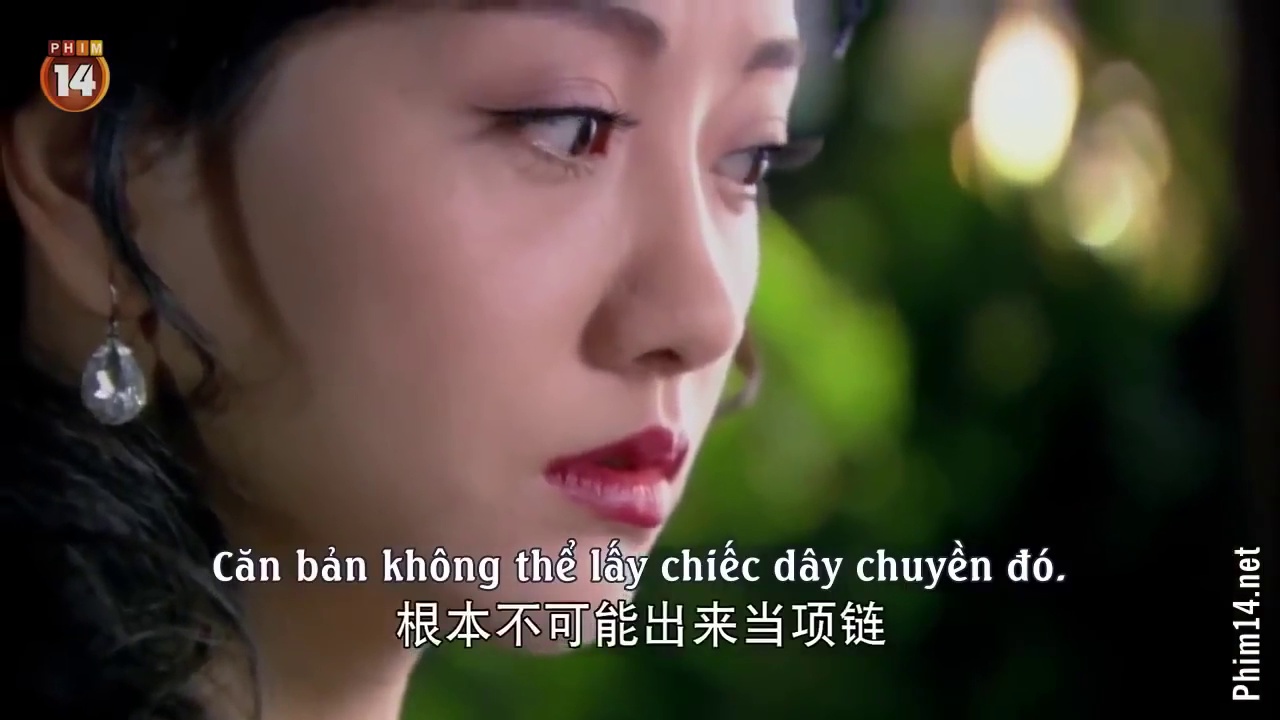 PHIM
14
Căn bản không thể lấy chiếc dây chuyền đó.
根本不可能出来当项链
Phim14.net